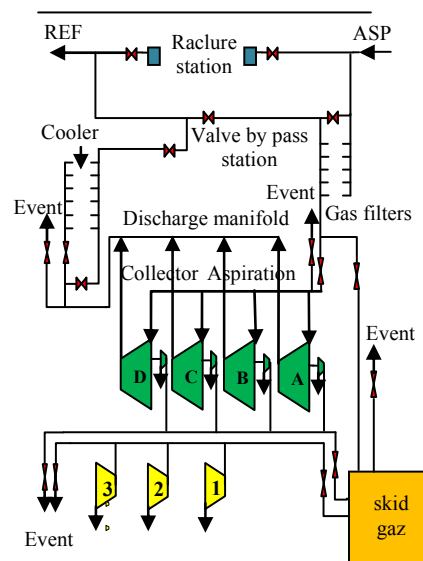 REF
Raclure
station
ASP
Cooler
Valve by pass
station
Event
Event
Gas filters
Discharge manifold
Collector Aspiration
Event
D
C
B
A
3
2
1
skid
gaz
Event